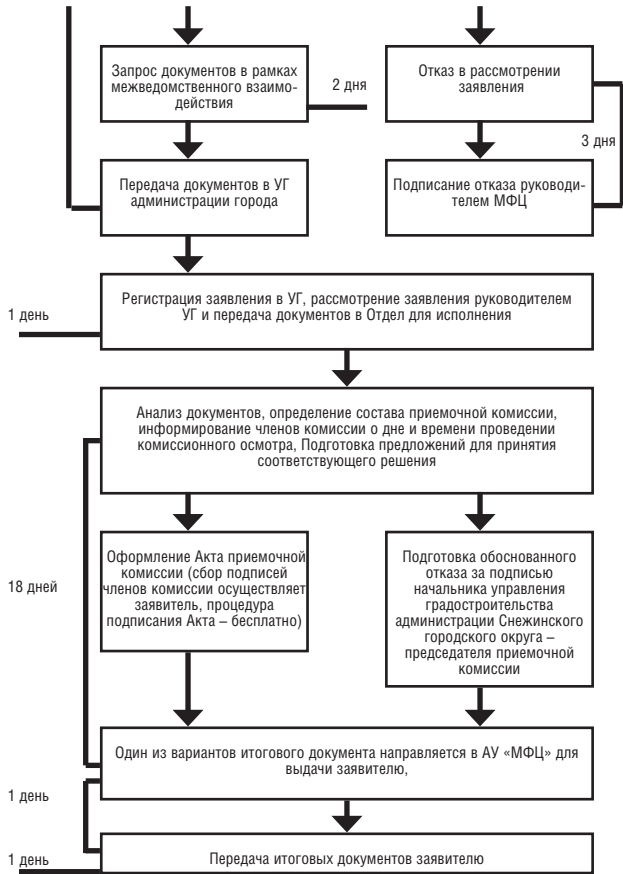 Запрос документов в рамках
межведомственного взаимо-
действия
2 дня
Отказ в рассмотрении
заявления
3 дня
Передача документов в УГ
администрации города
Подписание отказа руководи-
телем МФЦ
1 день
Регистрация заявления в УГ, рассмотрение заявления руководителем
УГ и передача документов в Отдел для исполнения
Анализ документов, определение состава приемочной комиссии,
информирование членов комиссии о дне и времени проведении
комиссионного осмотра, Подготовка предложений для принятия
соответствующего решения
18 дней
Оформление Акта приемочной
комиссии (сбор подписей
членов комиссии осуществляет
заявитель, процедура
подписания Акта – бесплатно)
Подготовка обоснованного
отказа за подписью
начальника управления
градостроительства
администрации Снежинского
городского округа –
председателя приемочной
комиссии
Один из вариантов итогового документа направляется в АУ «МФЦ» для
выдачи заявителю,
1 день
1 день
Передача итоговых документов заявителю